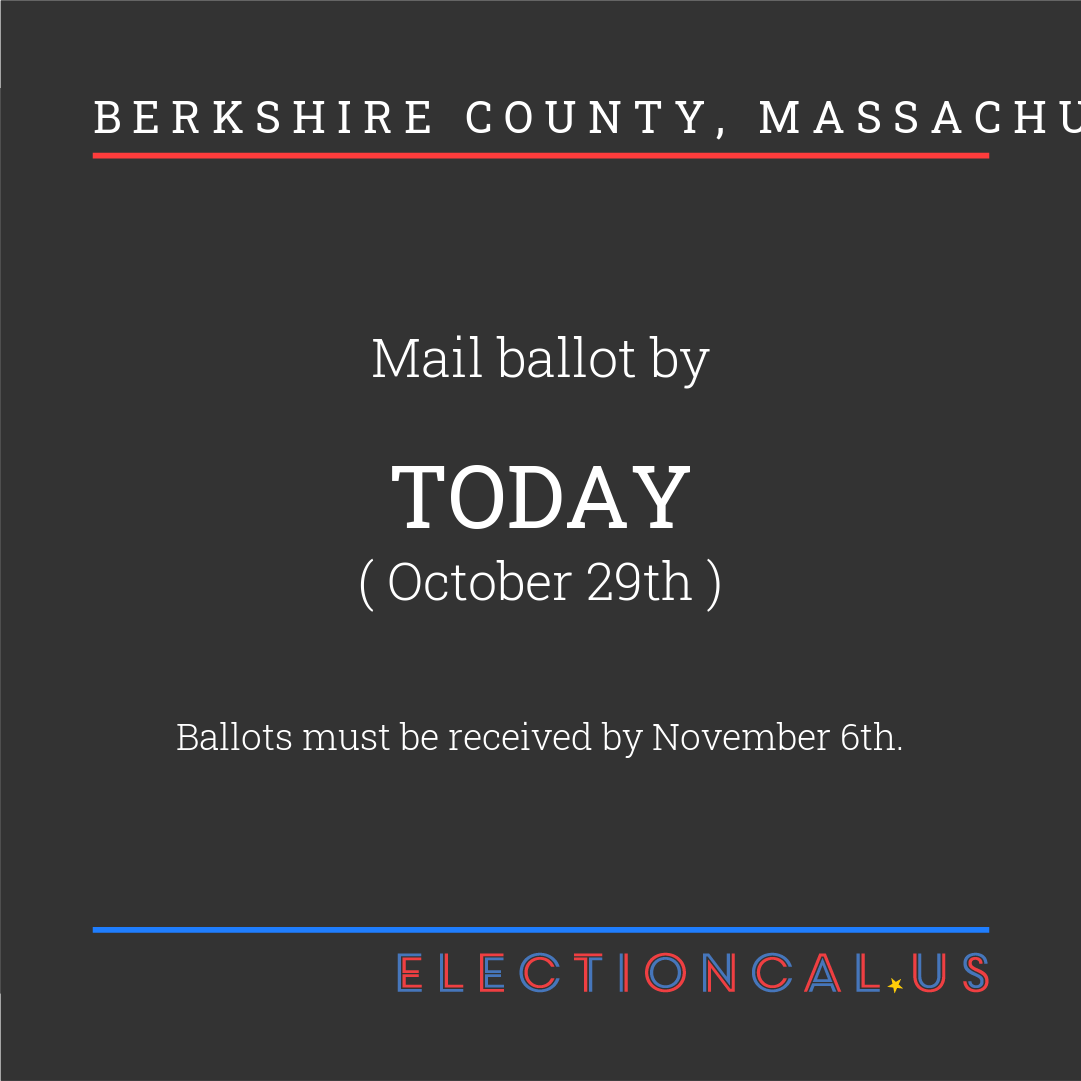 BERKSHIRE COUNTY, MASSACHU
Mail ballot by
TODAY
( October 29th )
Ballots must be received by November 6th.
ELECTIONCAL.US